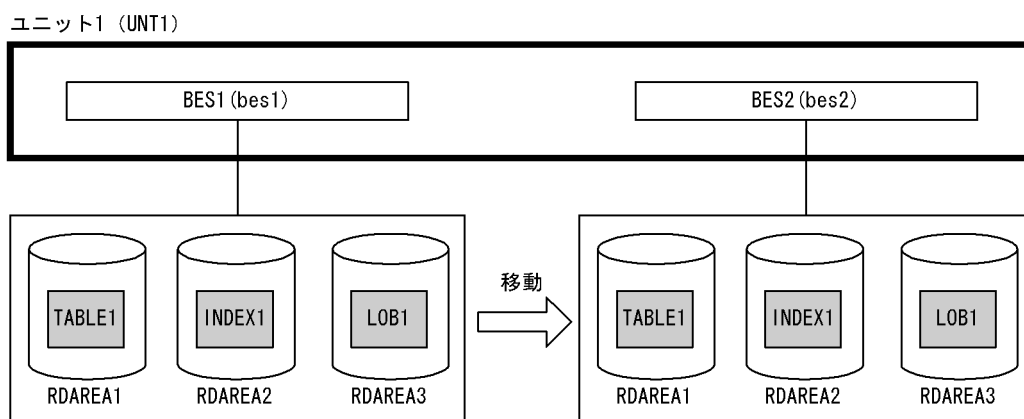 ユニット1（UNT1）
BES1(bes1)
BES2(bes2)
移動
TABLE1
INDEX1
LOB1
TABLE1
INDEX1
LOB1
RDAREA1
RDAREA2
RDAREA3
RDAREA1
RDAREA2
RDAREA3